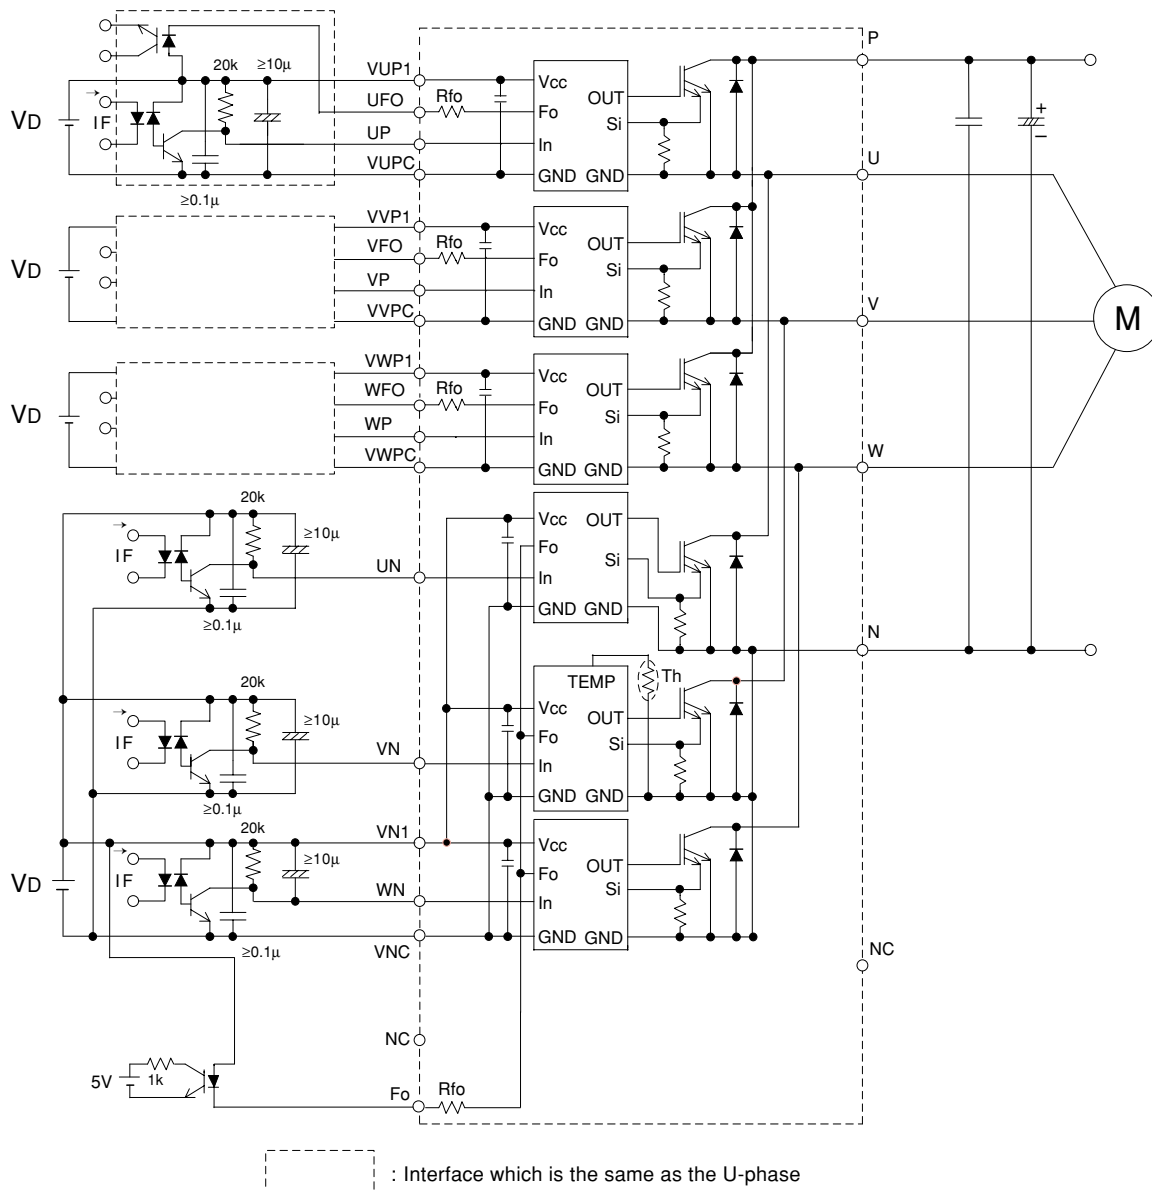 P
20k
≥10µ
VUP1
Vcc
Rfo
UFO
OUT
Fo
Si
+
–
VD
IF
UP
In
U
VUPC
GND GND
≥0.1µ
VVP1
Vcc
Rfo
VFO
OUT
Fo
VD
Si
VP
In
VVPC
GND GND
V
M
VWP1
Vcc
WFO
Rfo
OUT
Fo
VD
Si
WP
In
VWPC
GND GND
W
20k
≥10µ
Vcc OUT
IF
Fo
Si
UN
In
GND GND
≥0.1µ
N
TEMP
Th
20k
≥10µ
Vcc
OUT
IF
Fo
Si
VN
In
GND GND
≥0.1µ
20k
VN1
Vcc
≥10µ
OUT
IF
Fo
VD
Si
WN
In
GND GND
≥0.1µ
VNC
NC
NC
5V
1k
Fo
Rfo
: Interface which is the same as the U-phase